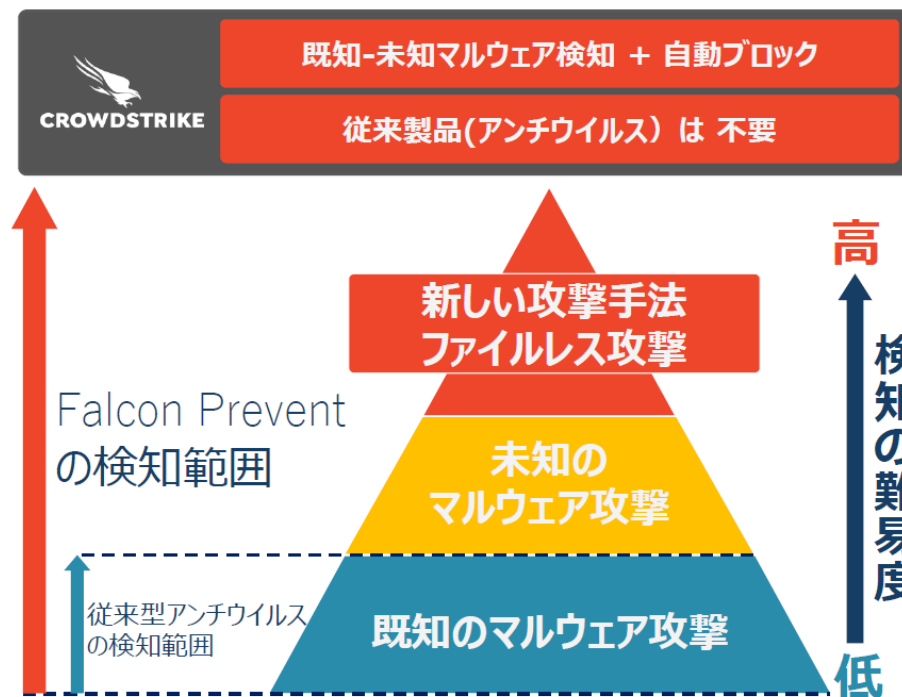 既知-未知マルウェア検知 + 自動ブロック
CROWDSTRIKE
従来製品(アンチウイルス）は 不要
高
新しい攻撃手法
ファイルレス攻撃
検知の難易度
Falcon Prevent
の検知範囲
未知の
マルウェア攻撃
従来型アンチウイルス
の検知範囲
既知のマルウェア攻撃
低